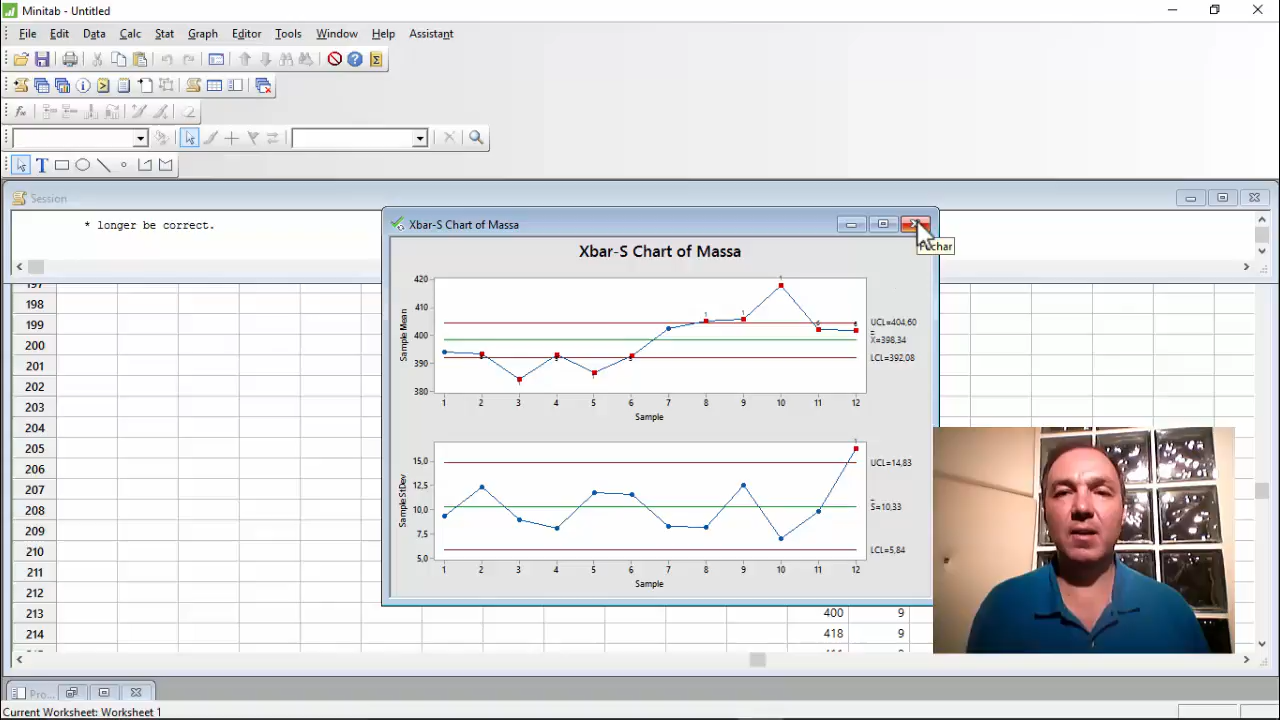 Minitab - Untitled
File Edit Data Calc Stat Graph Editor Tools Window Help Assistant
Session
* longer be correct.
Xbar-S Chart of Massa
Fechar
Xbar-S Chart of Massa
420
410
400
390
380
Sample Mean
UCL=404,60
X=398,34
LCL=392,08
1 2 3 4 5 6 7 8 9 10 11 12
Sample
15,0
12,5
10,0
7,5
5,0
Sample StDev
UCL=14,83
S=10,33
LCL=5,84
1 2 3 4 5 6 7 8 9 10 11 12
Sample
197
198
199
200
201
202
203
204
205
206
207
208
209
210
211
212
213 400 9
214 418 9
Pro...
Current Worksheet: Worksheet 1